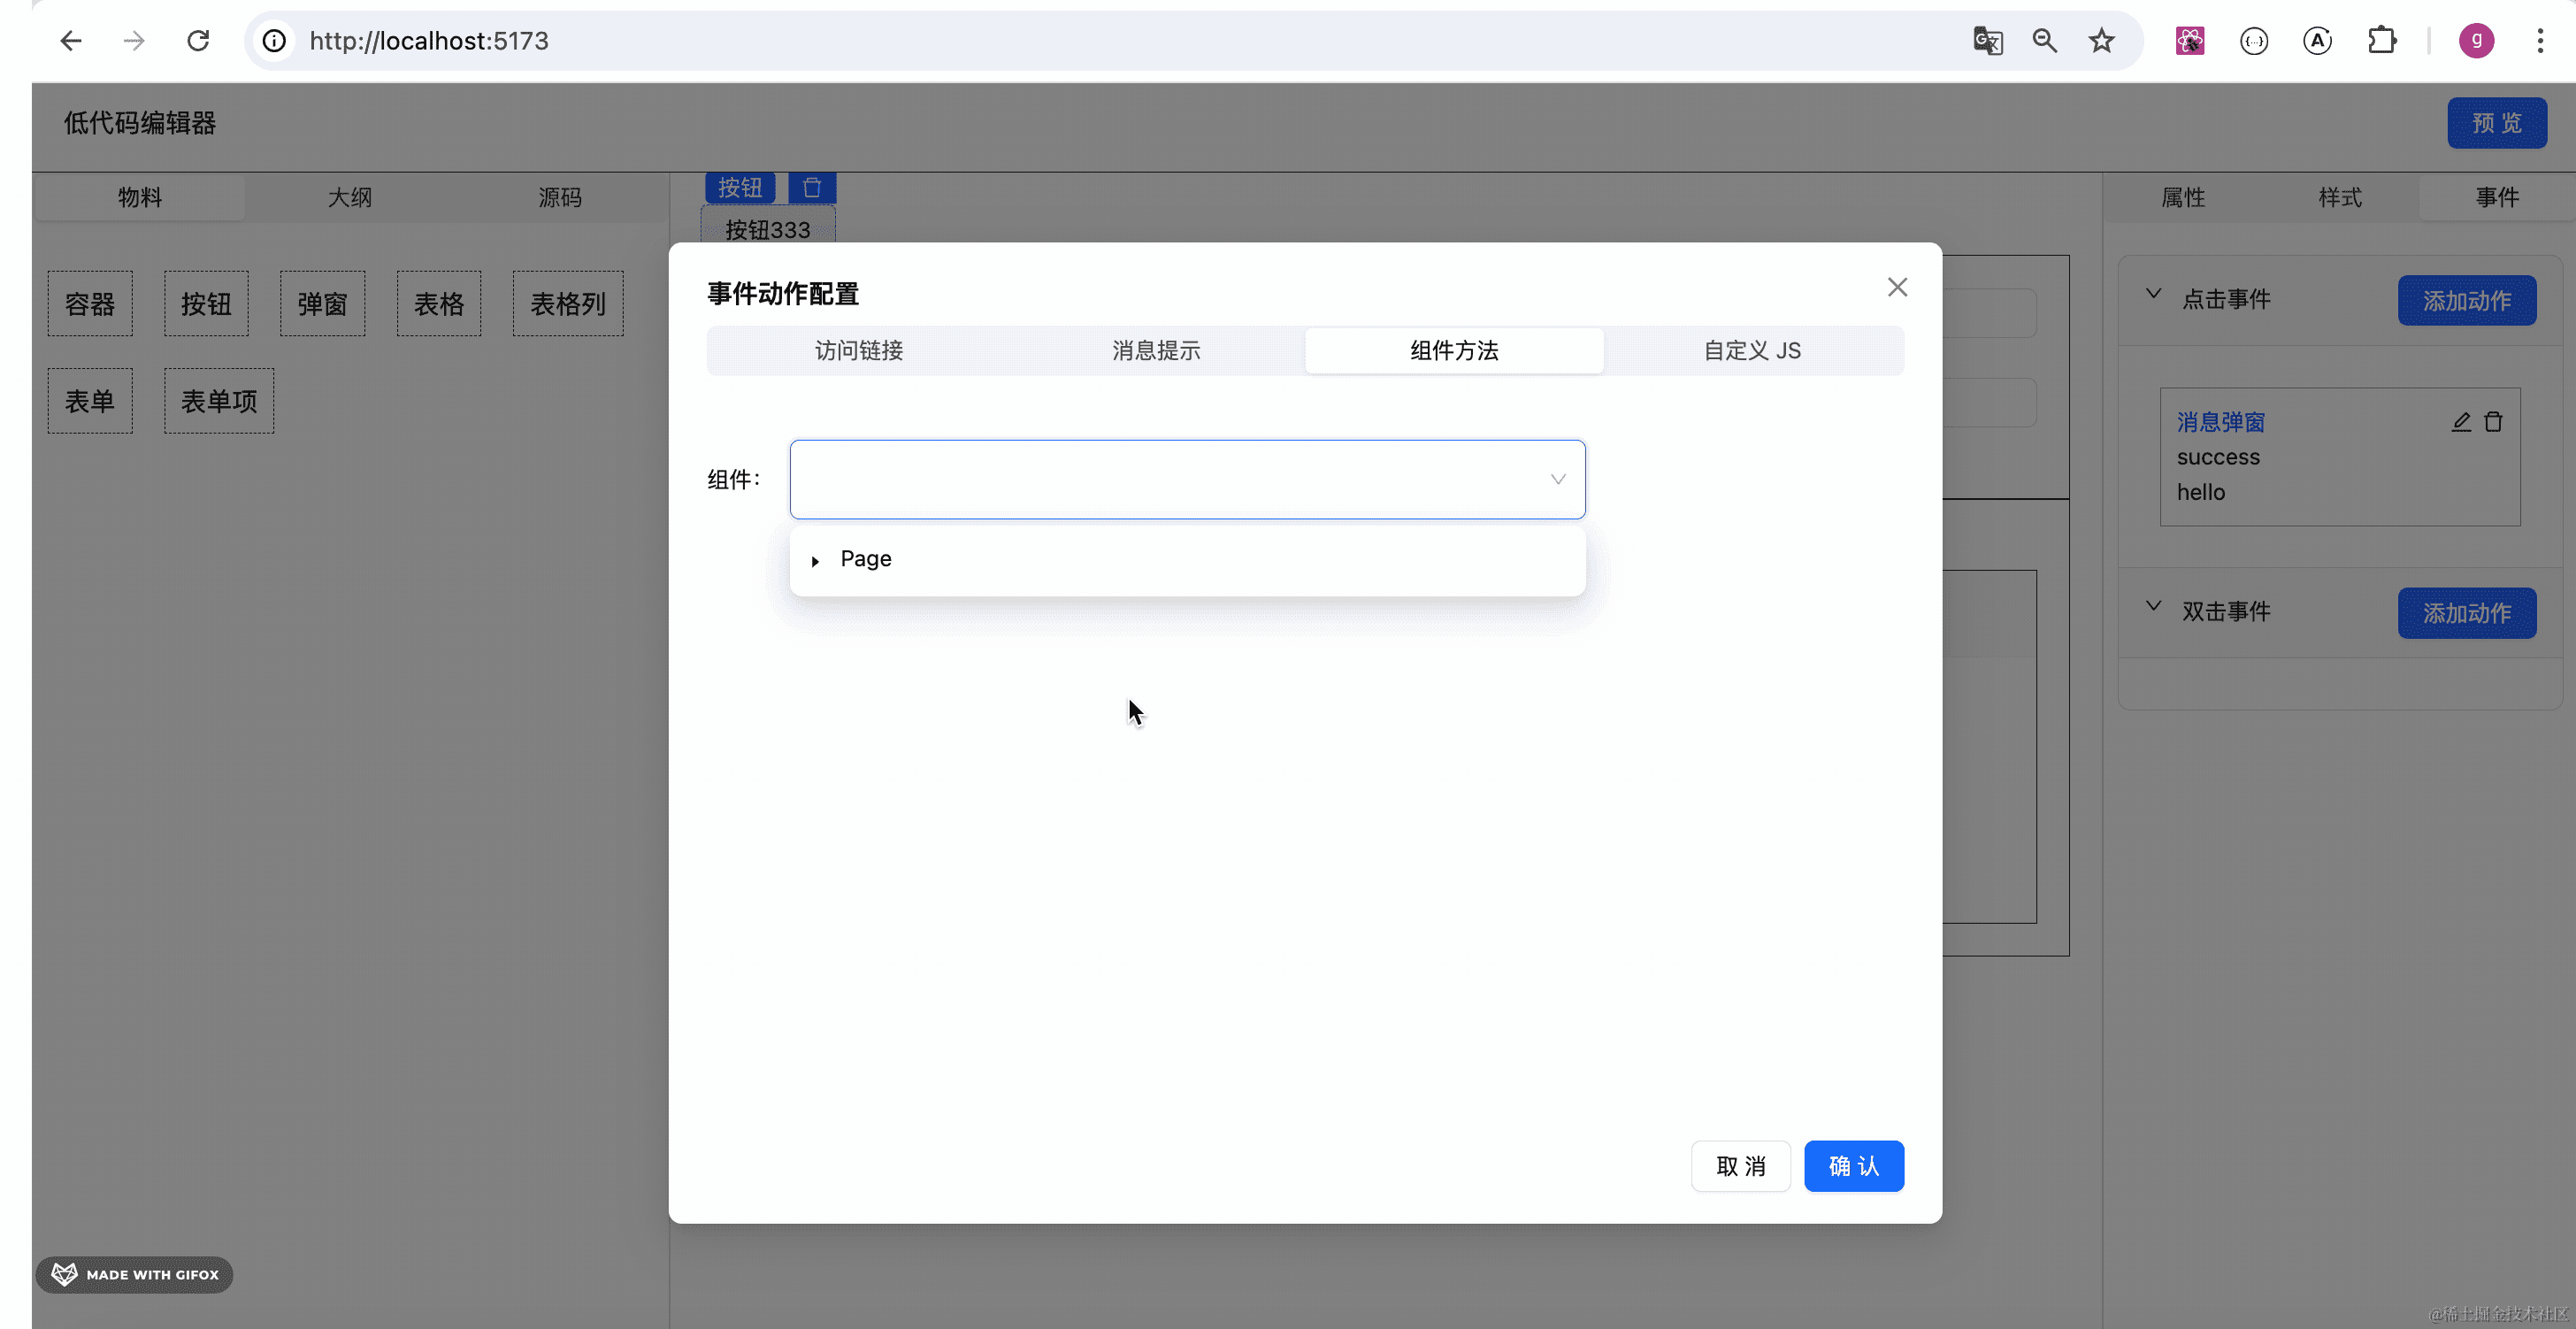 http://localhost:5173
g
低代码编辑器
预 览
物料 大纲 源码
按钮
按钮333
属性 样式 事件
容器 按钮 弹窗 表格 表格列
表单 表单项
事件动作配置
访问链接 消息提示 组件方法 自定义 JS
组件:
Page
取 消 确 认
点击事件 添加动作
消息弹窗
success
hello
双击事件 添加动作
MADE WITH GIFOX
@稀土掘金技术社区